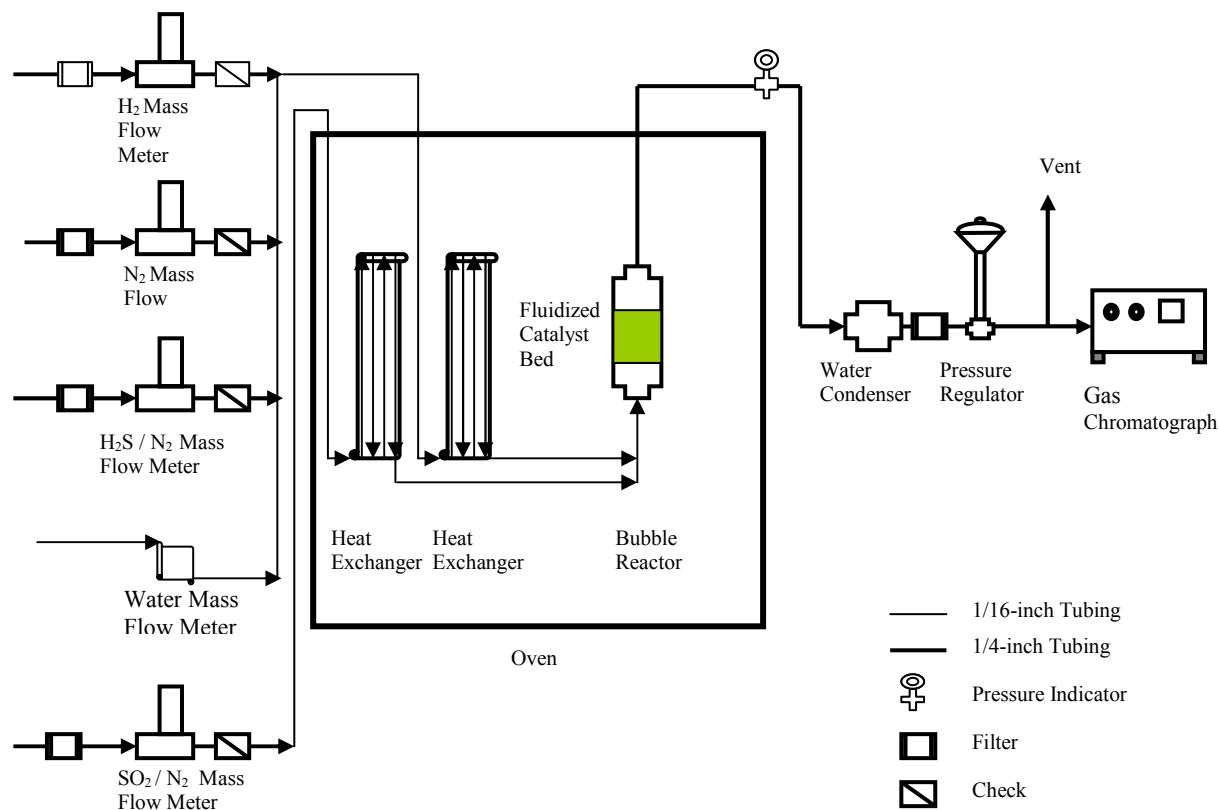 H2 Mass
Flow
Meter
N2 Mass
Flow
H2S / N2 Mass
Flow Meter
Water Mass
Flow Meter
SO2 / N2 Mass
Flow Meter
Heat
Exchanger
Heat
Exchanger
Fluidized
Catalyst
Bed
Bubble
Reactor
Oven
Water
Condenser
Pressure
Regulator
Vent
Gas
Chromatograph
1/16-inch Tubing
1/4-inch Tubing
Pressure Indicator
Filter
Check